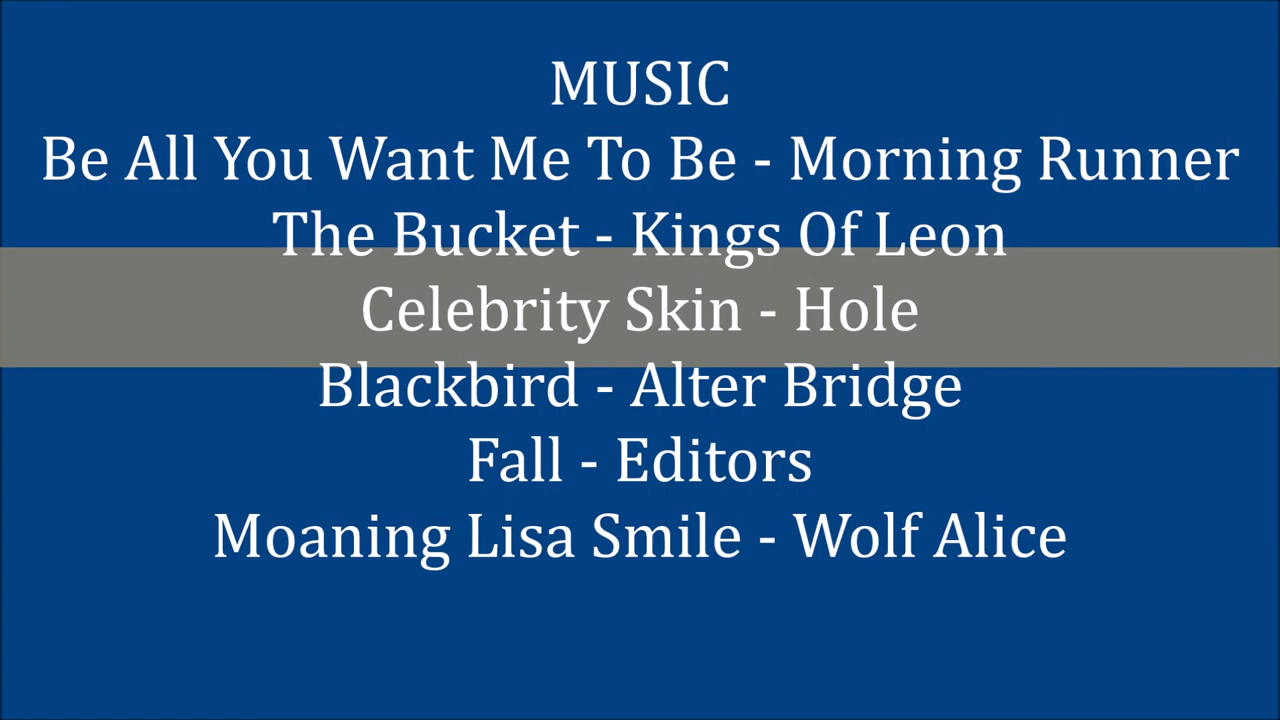 MUSIC
Be All You Want Me To Be - Morning Runner
The Bucket - Kings Of Leon
Celebrity Skin - Hole
Blackbird - Alter Bridge
Fall - Editors
Moaning Lisa Smile - Wolf Alice